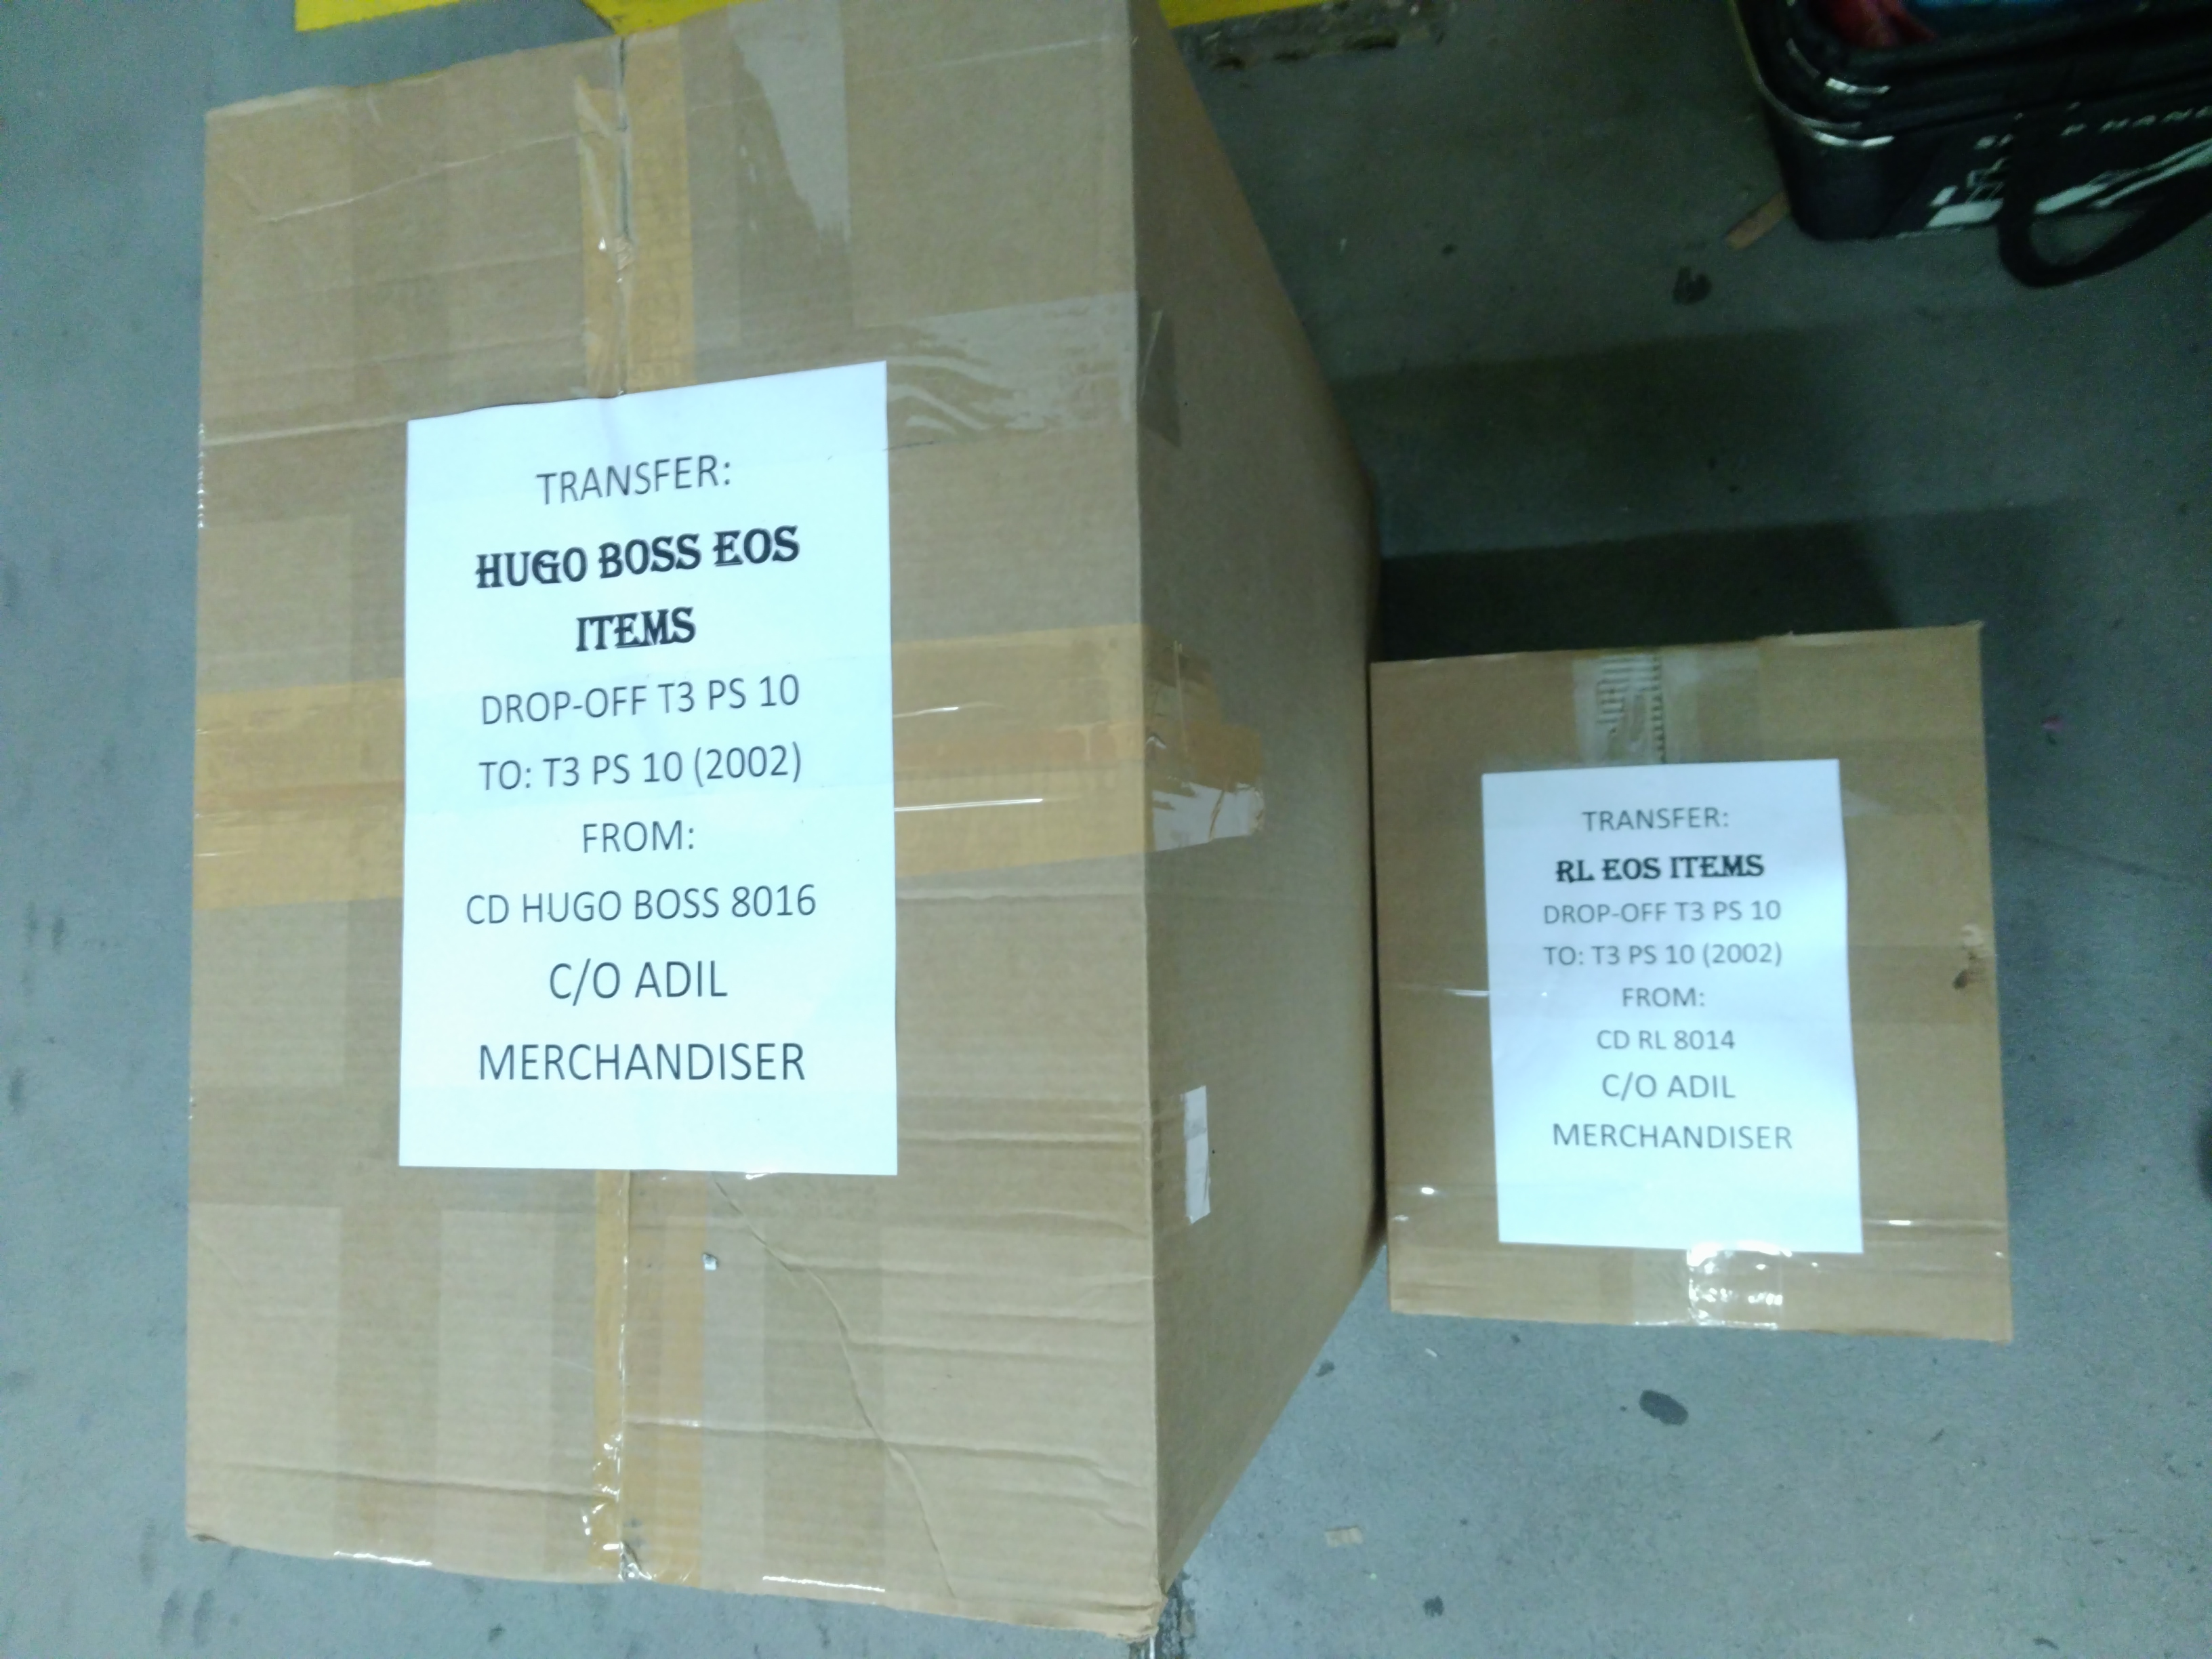 TRANSFER:
HUGO BOSS EOS
ITEMS
DROP-OFF T3 PS 10
TO: T3 PS 10 (2002)
FROM:
CD HUGO BOSS 8016
C/O ADIL
MERCHANDISER
TRANSFER:
RL EOS ITEMS
DROP-OFF T3 PS 10
TO: T3 PS 10 (2002)
FROM:
CD RL 8014
C/O ADIL
MERCHANDISER